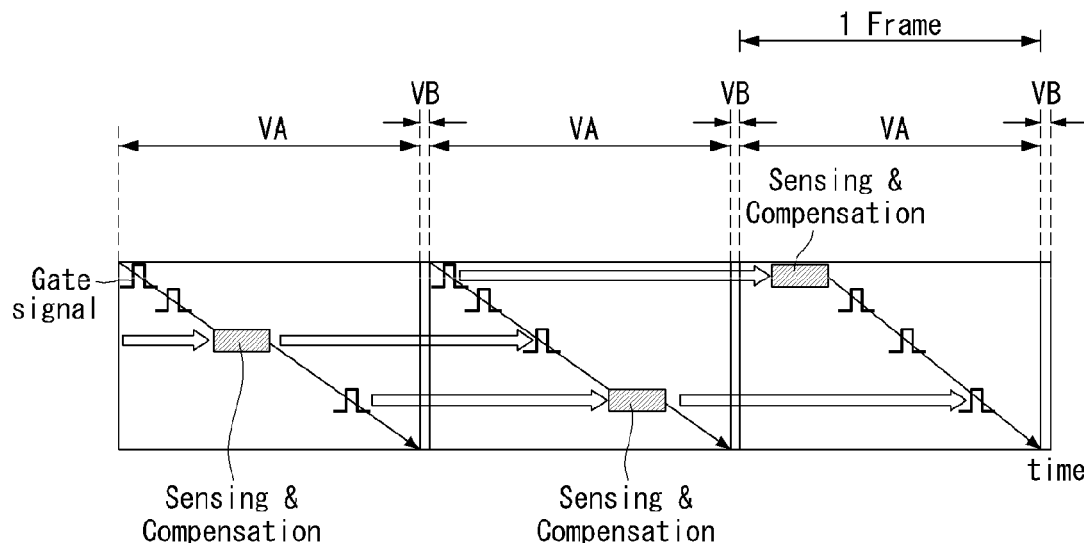 1 Frame
VB
VB
VB
VA
VA
VA
Sensing &
Compensation
Gate
signal
time
Sensing &
Compensation
Sensing &
Compensation